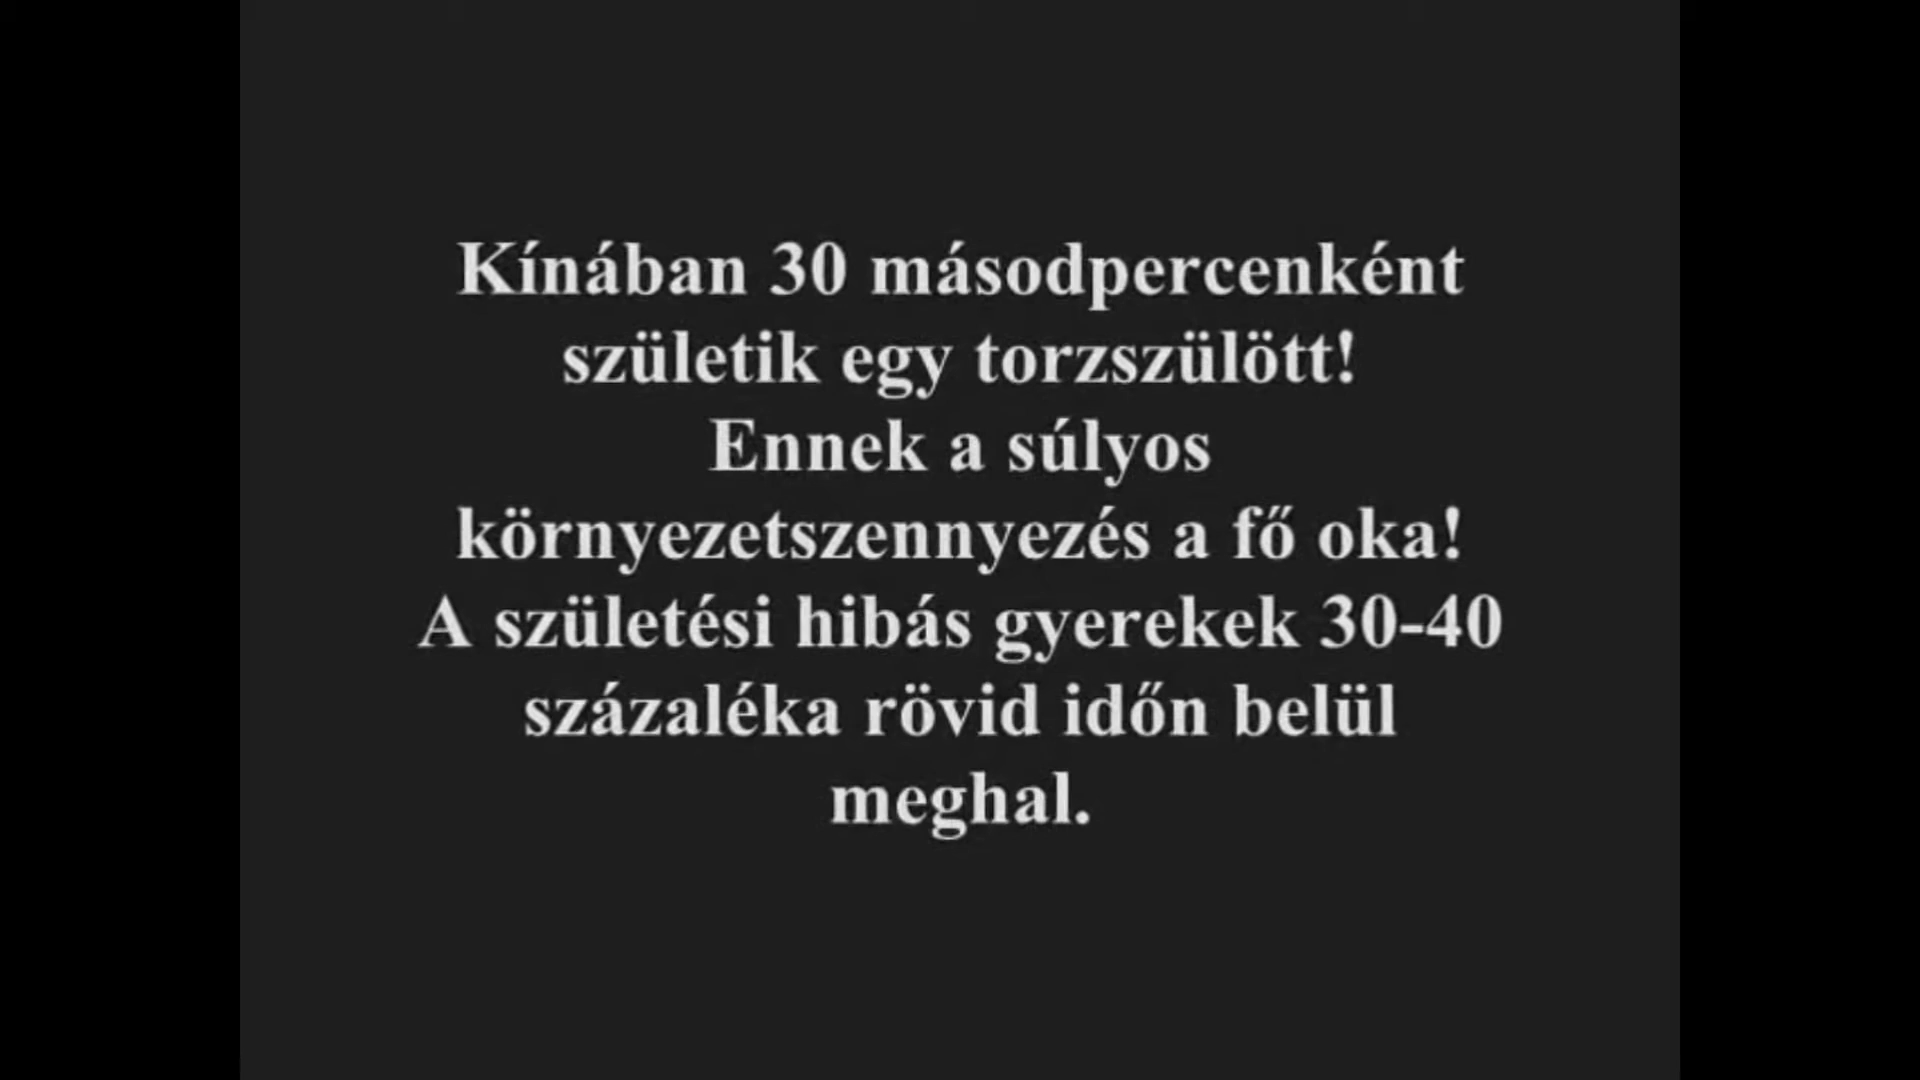 Kínában 30 másodpercenként
születik egy torzszülött!
Ennek a súlyos
környezetszennyezés a fő oka!
A születési hibás gyerekek 30-40
százaléka rövid időn belül
meghal.